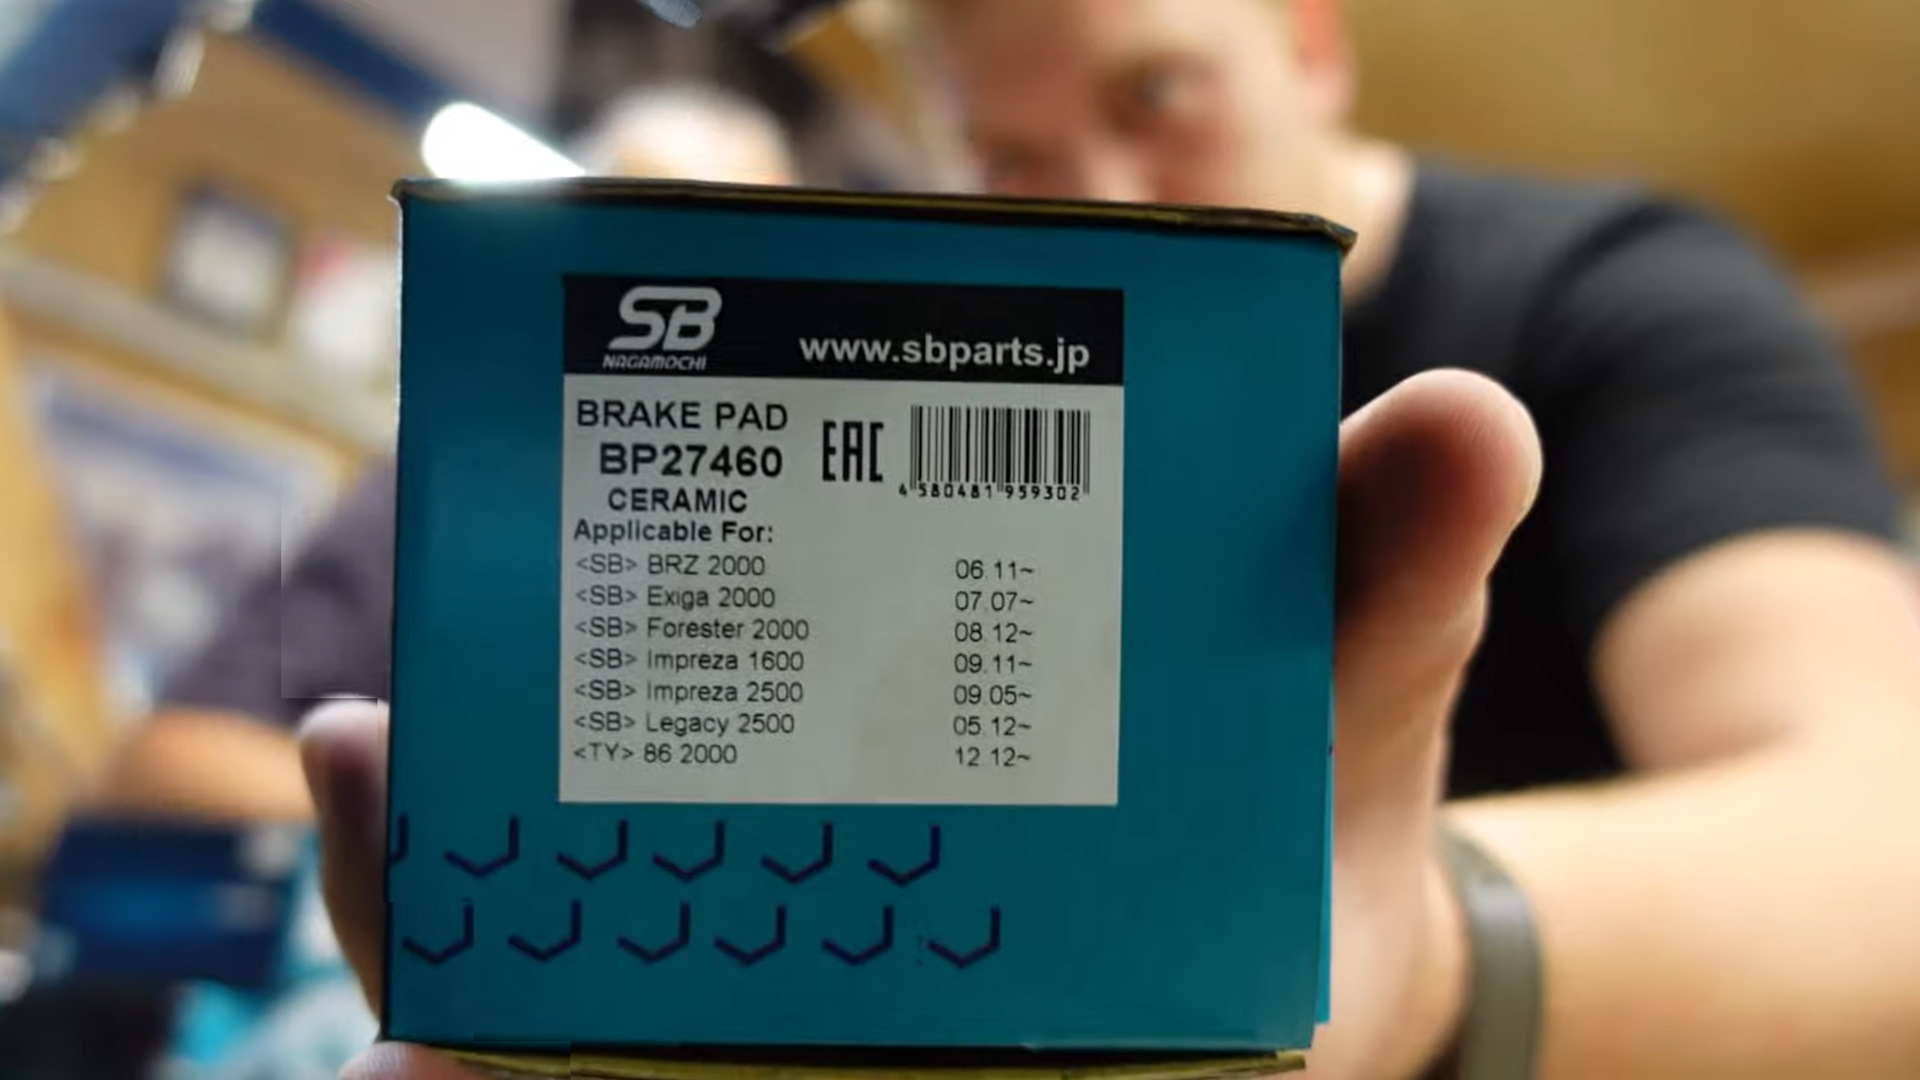 SB
NAGAMOCHI
www.sbparts.jp
BRAKE PAD
BP27460
CERAMIC
EAC
4 580481 959302
Applicable For:
<SB> BRZ 2000 06.11~
<SB> Exiga 2000 07.07~
<SB> Forester 2000 08.12~
<SB> Impreza 1600 09.11~
<SB> Impreza 2500 09.05~
<SB> Legacy 2500 05.12~
<TY> 86 2000 12.12~